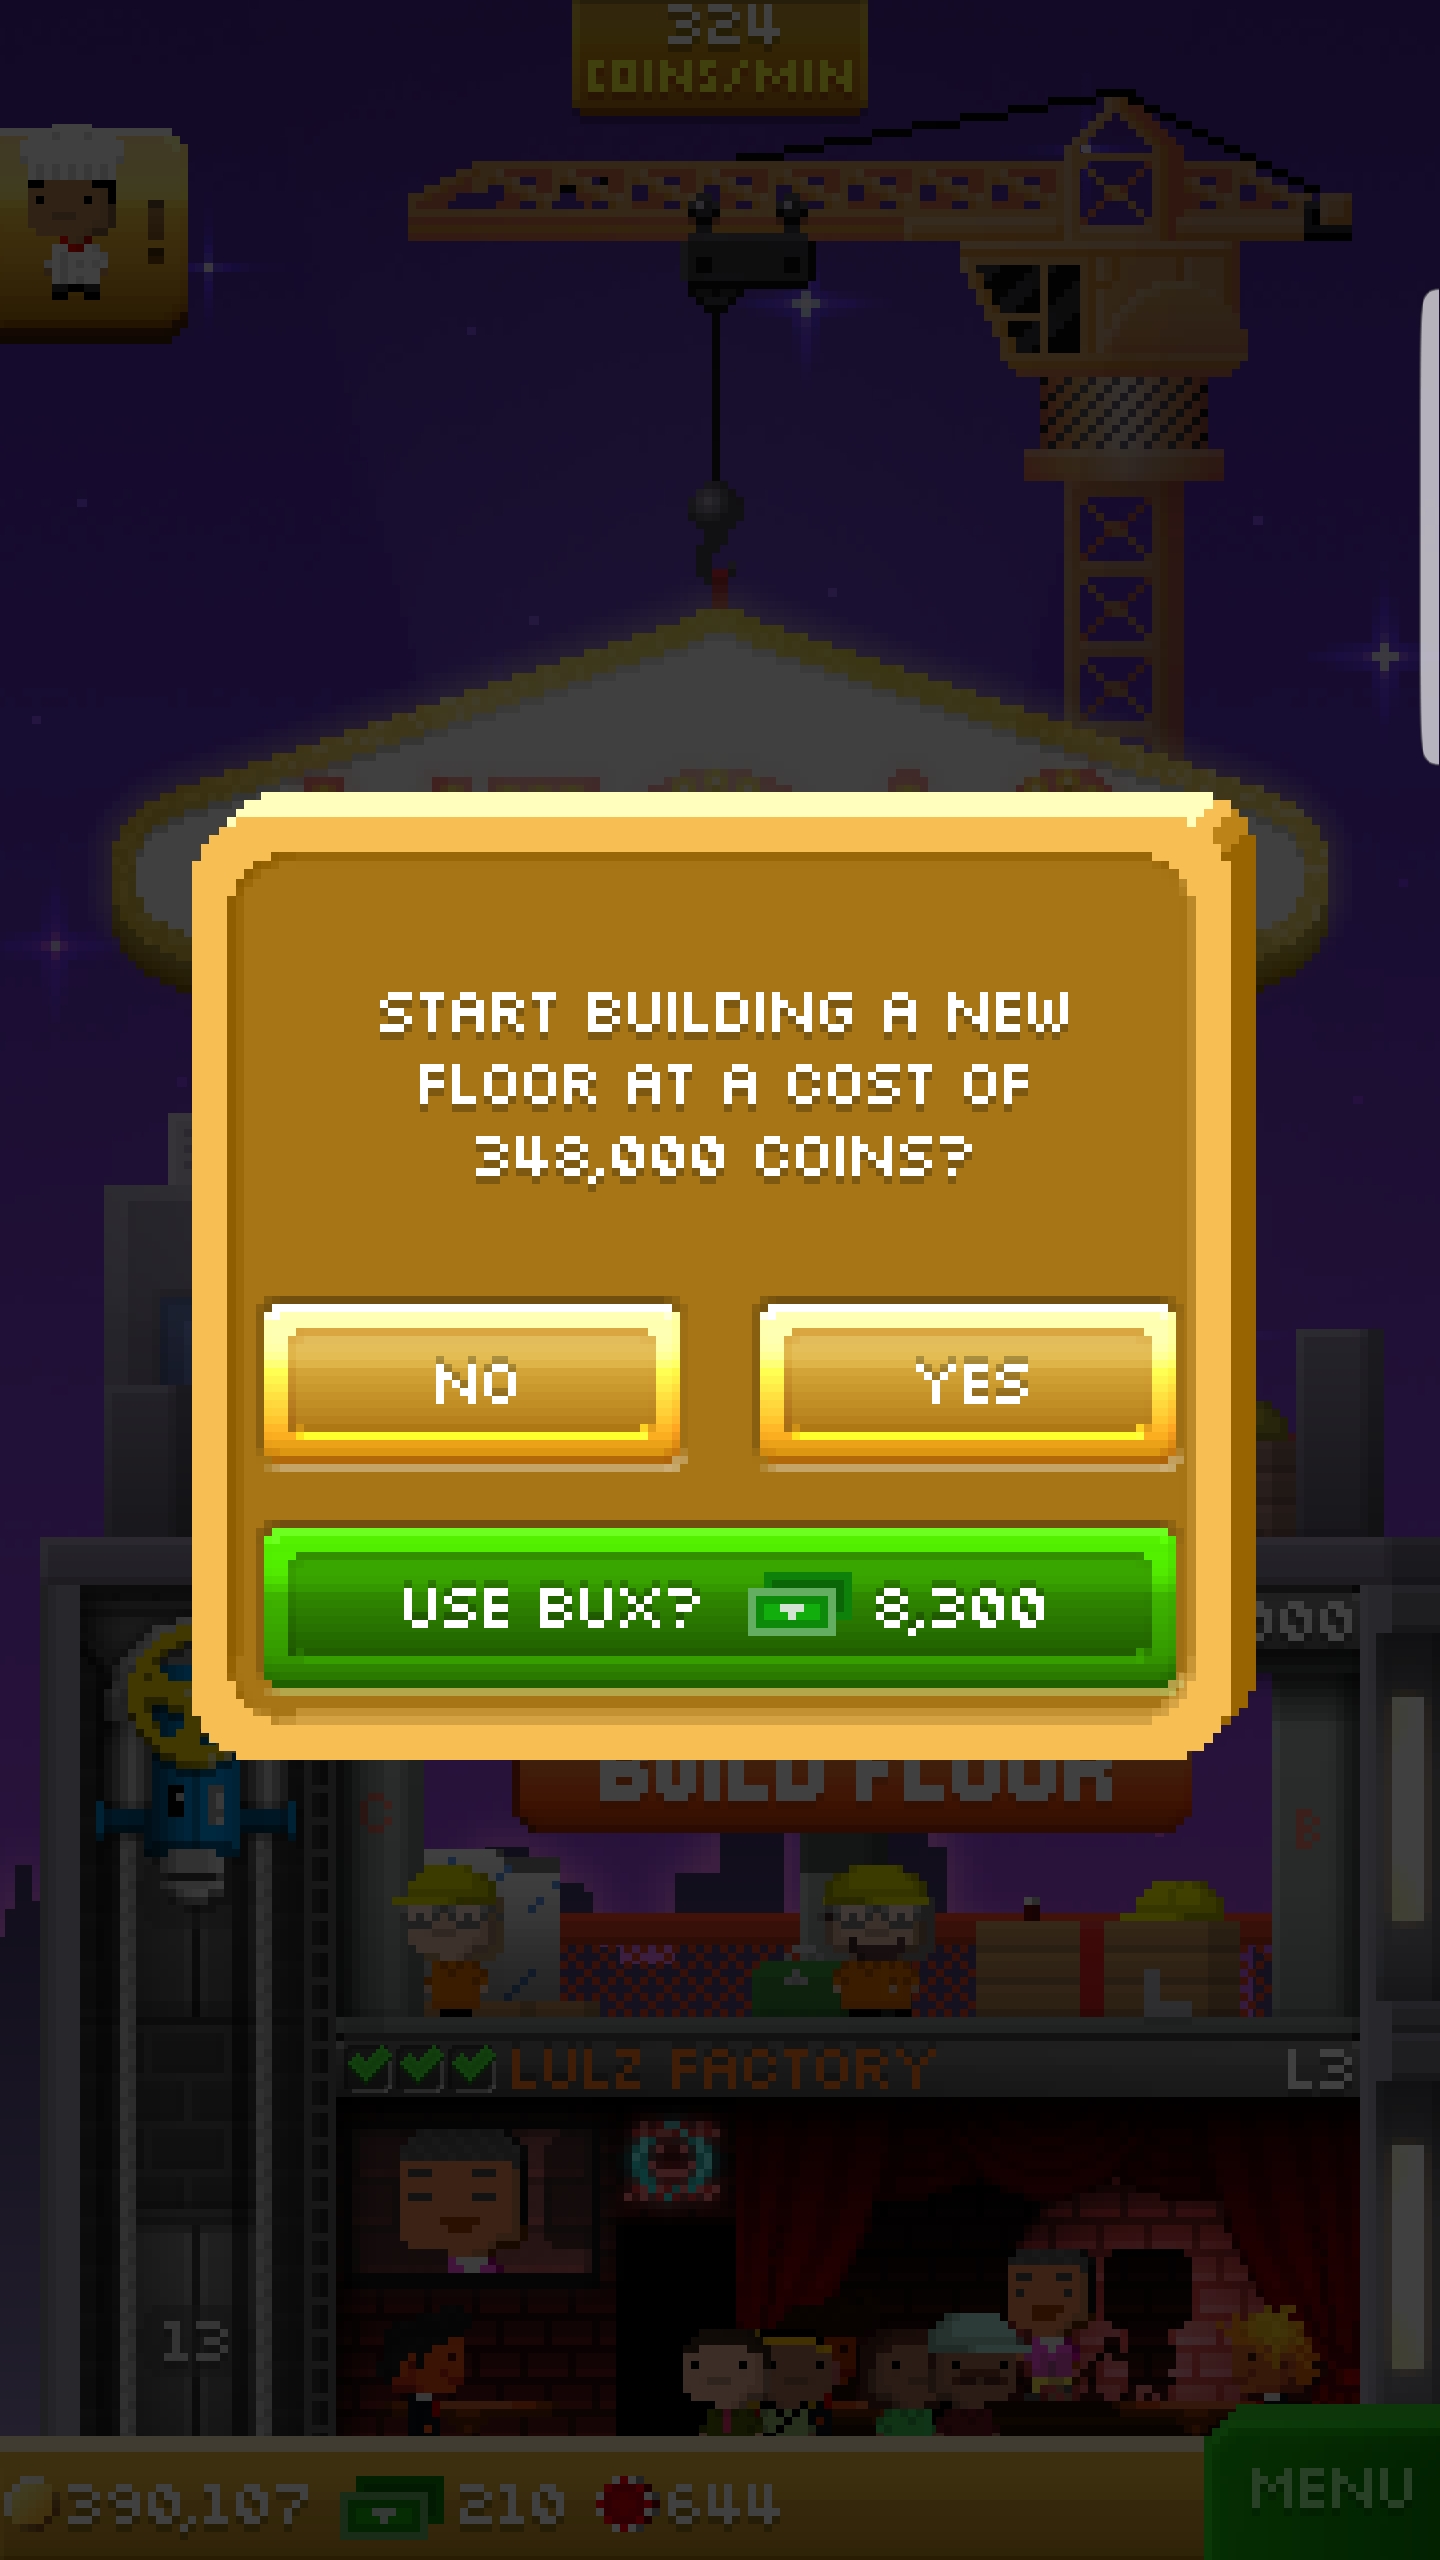 324
COINS/MIN
!
START BUILDING A NEW
FLOOR AT A COST OF
348,000 COINS?
NO
YES
USE BUX? 8,300
000
BUILD FLOOR
LULZ FACTORY L3
13
390,107 210 644
MENU